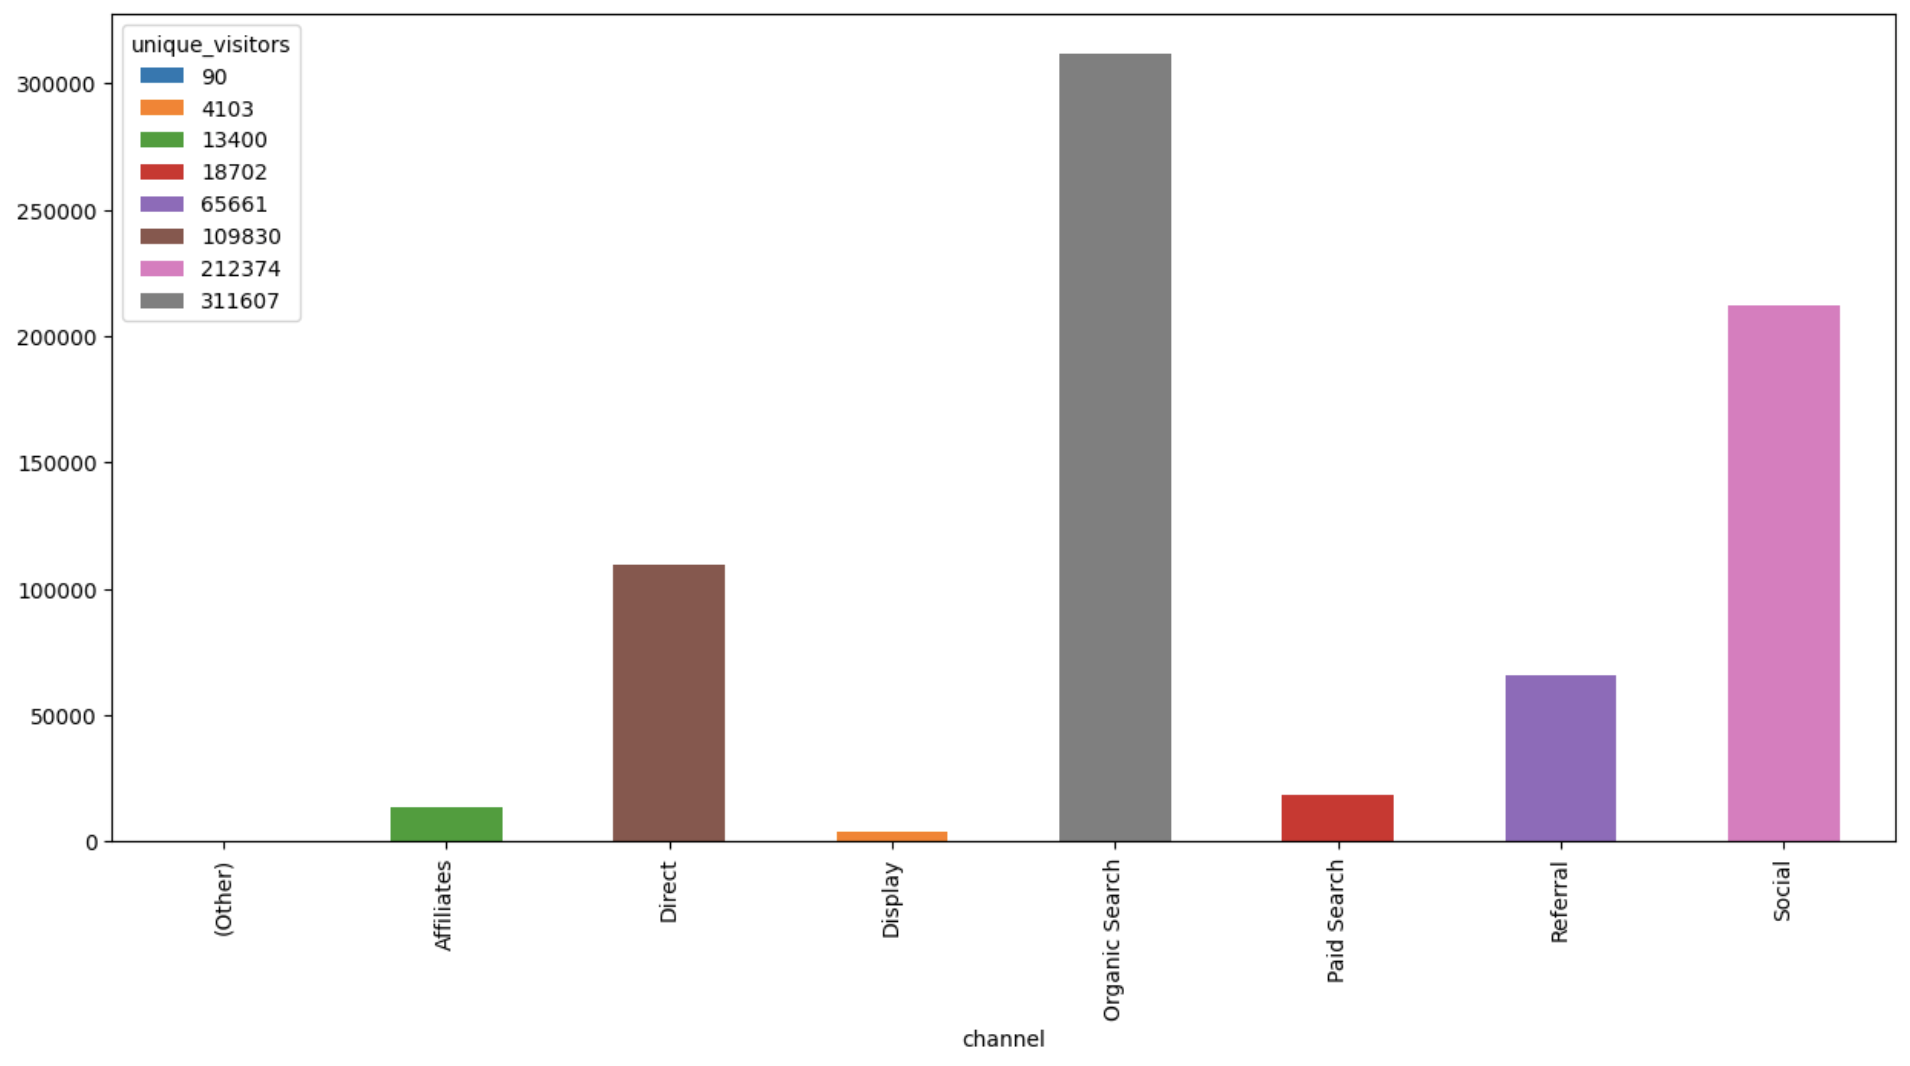 unique_visitors
90
4103
13400
18702
65661
109830
212374
311607
300000
250000
200000
150000
100000
50000
0
(Other)
Affiliates
Direct
Display
Organic Search
Paid Search
Referral
Social
channel